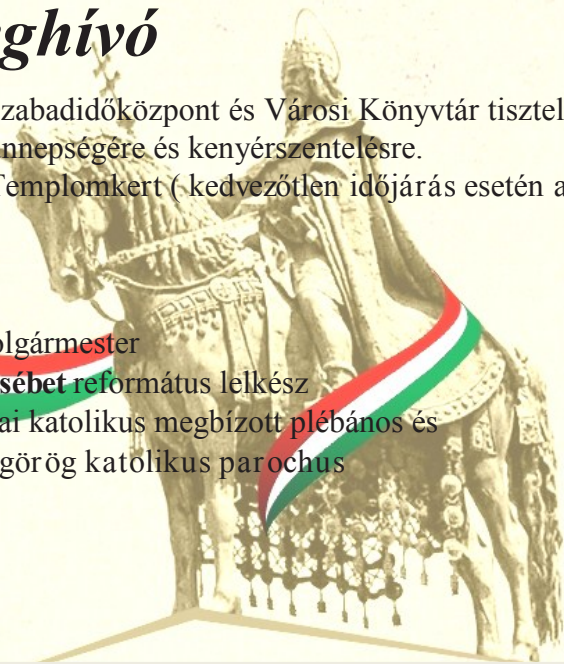 ghívó
zabadidőközpont és Városi Könyvtár tisztel
nnepségére és kenyérszentelésre.
Templomkert ( kedvezőtlen időjárás esetén a
olgármester
sébet református lelkész
ai katolikus megbízott plébános és
görög katolikus parochus